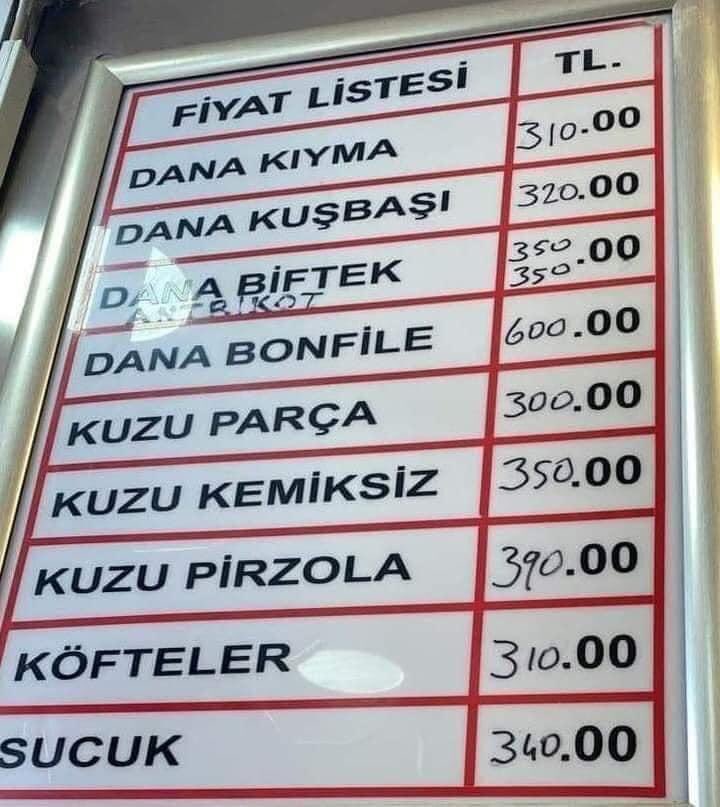 FİYAT LİSTESİ TL.
DANA KIYMA 310.00
DANA KUŞBAŞI 320.00
DANA BİFTEK 350.00
ANTRİKOT 350
DANA BONFİLE 600.00
KUZU PARÇA 300.00
KUZU KEMİKSİZ 350.00
KUZU PİRZOLA 390.00
KÖFTELER 310.00
SUCUK 340.00